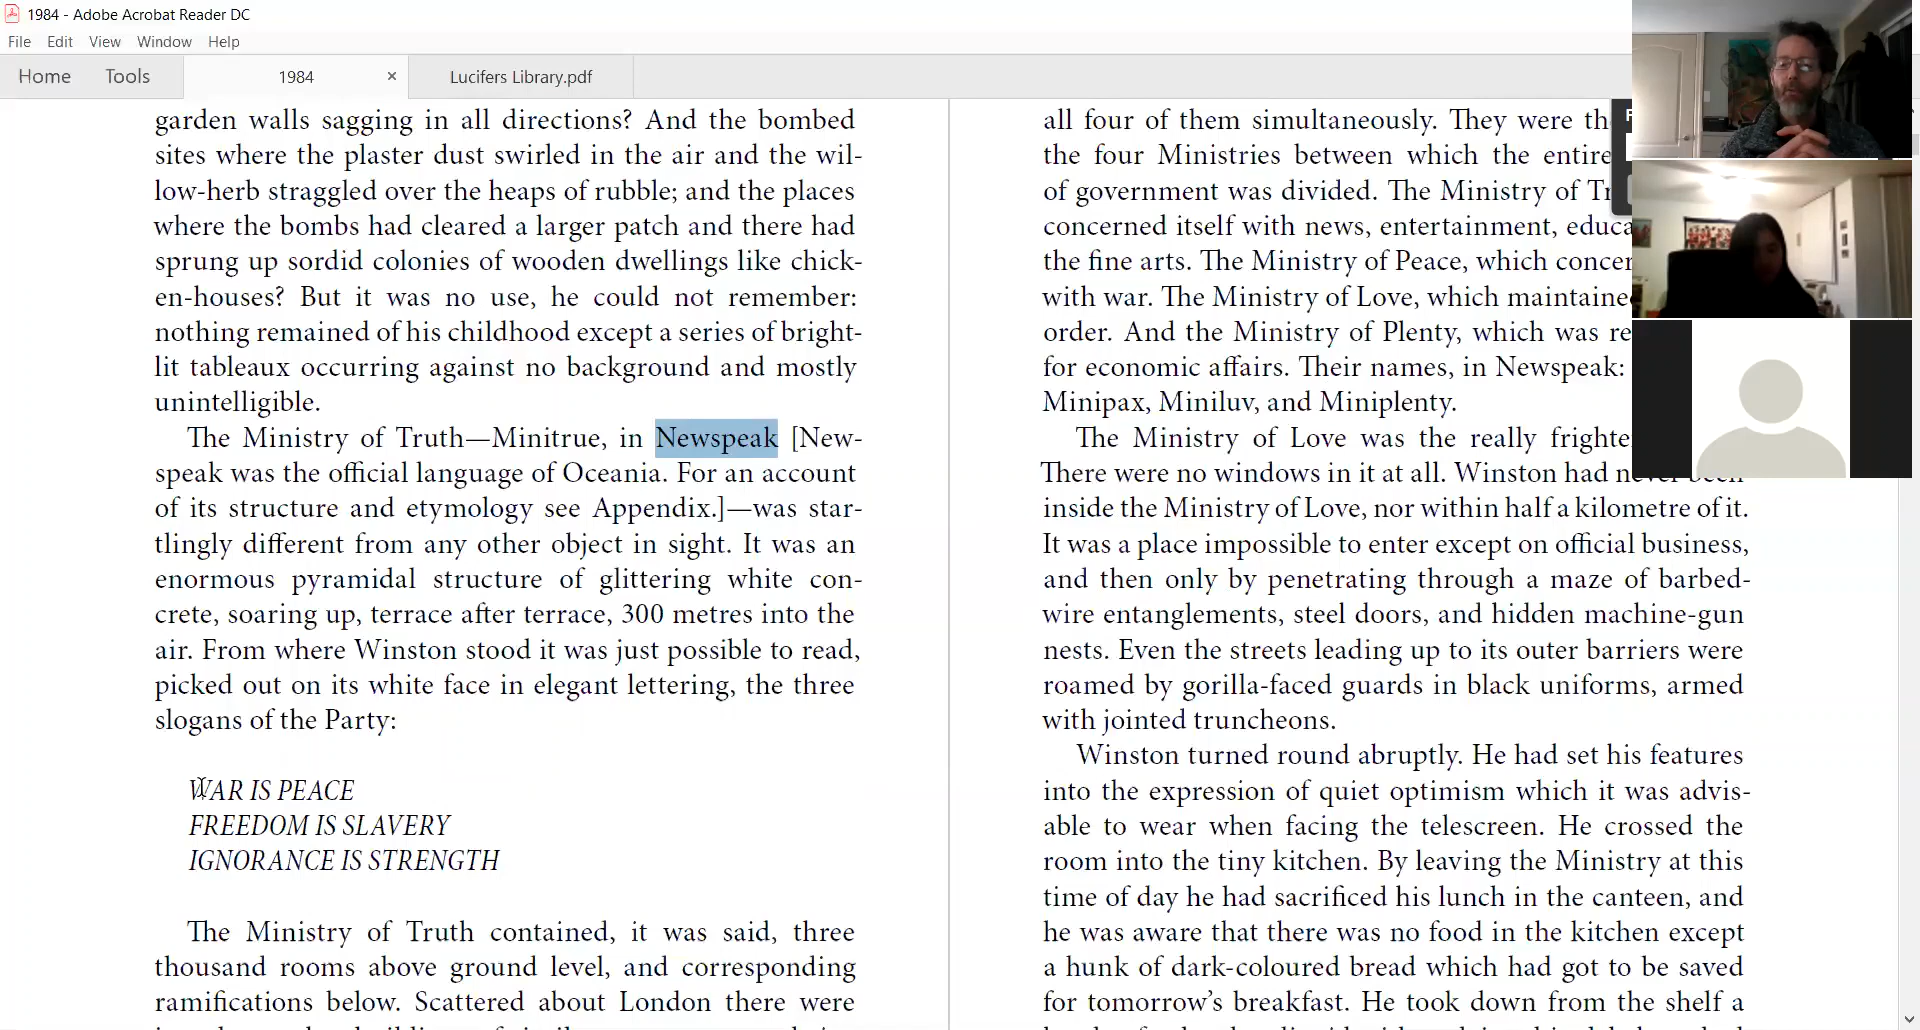 1984 - Adobe Acrobat Reader DC
File Edit View Window Help
Home Tools 1984 × Lucifers Library.pdf
garden walls sagging in all directions? And the bombed
sites where the plaster dust swirled in the air and the wil-
low-herb straggled over the heaps of rubble; and the places
where the bombs had cleared a larger patch and there had
sprung up sordid colonies of wooden dwellings like chick-
en-houses? But it was no use, he could not remember:
nothing remained of his childhood except a series of bright-
lit tableaux occurring against no background and mostly
unintelligible.
The Ministry of Truth—Minitrue, in Newspeak [New-
speak was the official language of Oceania. For an account
of its structure and etymology see Appendix.]—was star-
tlingly different from any other object in sight. It was an
enormous pyramidal structure of glittering white con-
crete, soaring up, terrace after terrace, 300 metres into the
air. From where Winston stood it was just possible to read,
picked out on its white face in elegant lettering, the three
slogans of the Party:
WAR IS PEACE
FREEDOM IS SLAVERY
IGNORANCE IS STRENGTH
The Ministry of Truth contained, it was said, three
thousand rooms above ground level, and corresponding
ramifications below. Scattered about London there were
all four of them simultaneously. They were
the four Ministries between which the entire
of government was divided. The Ministry of
concerned itself with news, entertainment,
the fine arts. The Ministry of Peace, which
with war. The Ministry of Love, which
order. And the Ministry of Plenty, which was
for economic affairs. Their names, in Newspeak:
Minipax, Miniluv, and Miniplenty.
The Ministry of Love was the really
There were no windows in it at all. Winston had never been
inside the Ministry of Love, nor within half a kilometre of it.
It was a place impossible to enter except on official business,
and then only by penetrating through a maze of barbed-
wire entanglements, steel doors, and hidden machine-gun
nests. Even the streets leading up to its outer barriers were
roamed by gorilla-faced guards in black uniforms, armed
with jointed truncheons.
Winston turned round abruptly. He had set his features
into the expression of quiet optimism which it was advis-
able to wear when facing the telescreen. He crossed the
room into the tiny kitchen. By leaving the Ministry at this
time of day he had sacrificed his lunch in the canteen, and
he was aware that there was no food in the kitchen except
a hunk of dark-coloured bread which had got to be saved
for tomorrow's breakfast. He took down from the shelf a